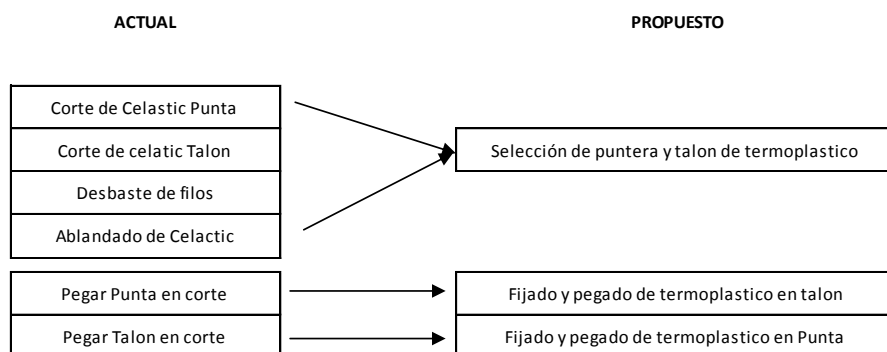 ACTUAL
PROPUESTO
Corte de Celastic Punta
Corte de celatic Talon
Desbaste de filos
Ablandado de Celactic
Selección de puntera y talon de termoplastico
Pegar Punta en corte
Fijado y pegado de termoplastico en talon
Pegar Talon en corte
Fijado y pegado de termoplastico en Punta